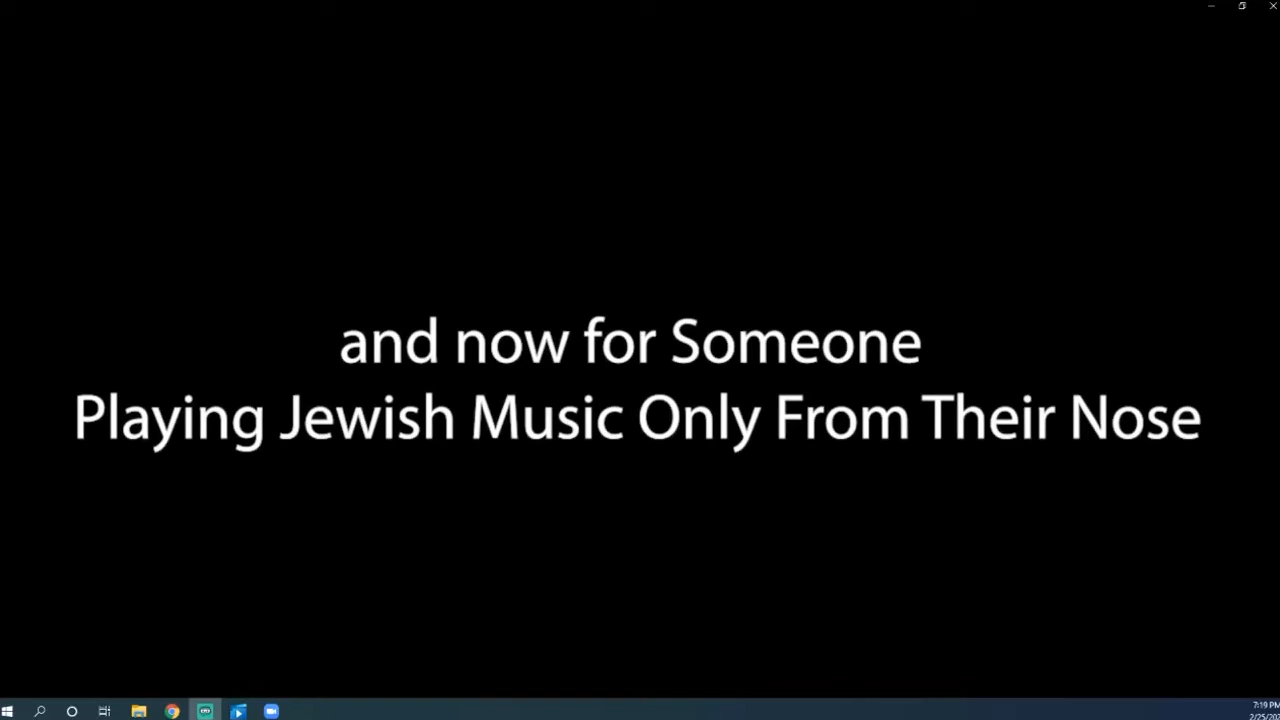 and now for Someone
Playing Jewish Music Only From Their Nose
7:19 PM